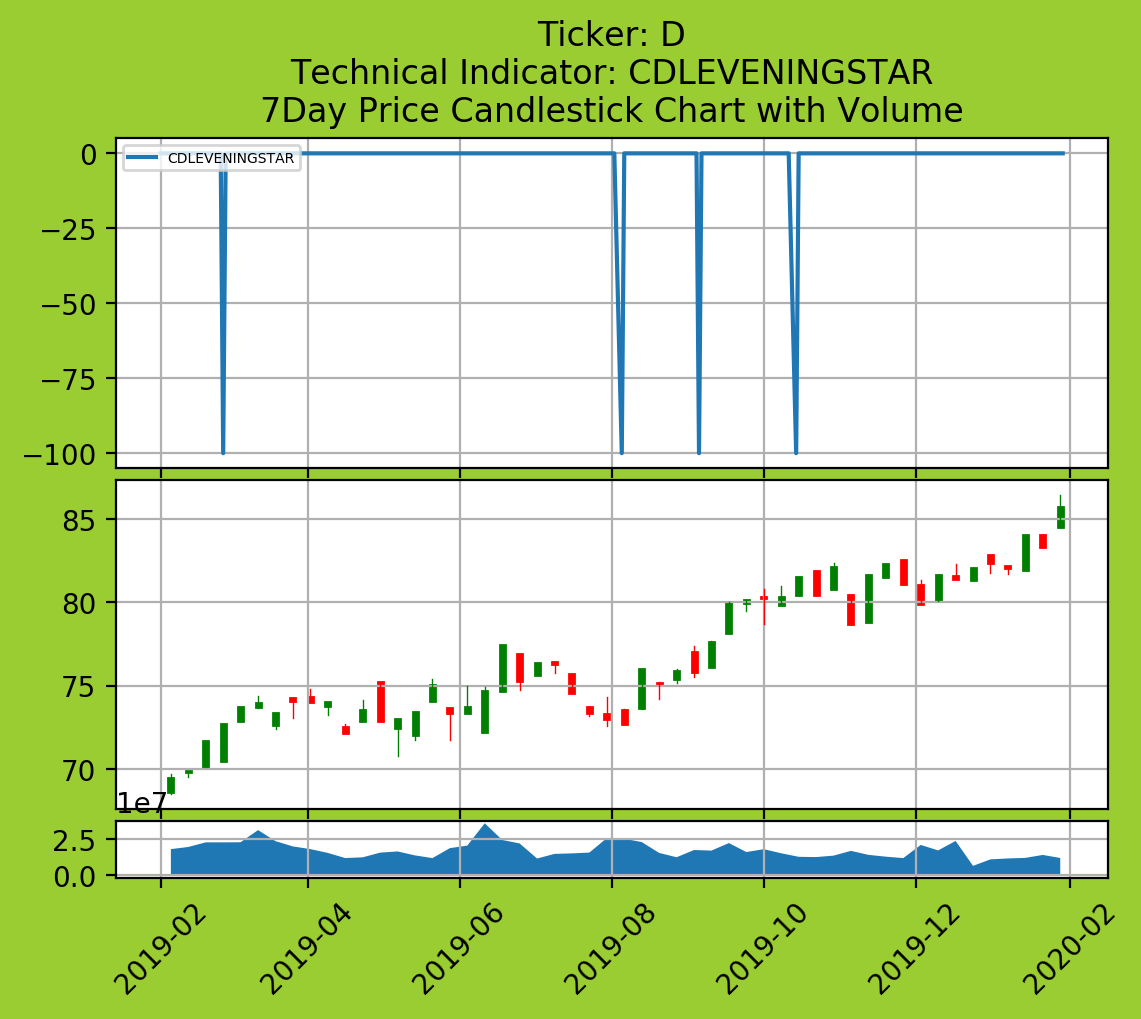 Ticker: D
Technical Indicator: CDLEVENINGSTAR
7Day Price Candlestick Chart with Volume
0
CDLEVENINGSTAR
−25
−50
−75
−100
85
80
75
70
1e7
2.5
0.0
2019-02 2019-04 2019-06 2019-08 2019-10 2019-12 2020-02